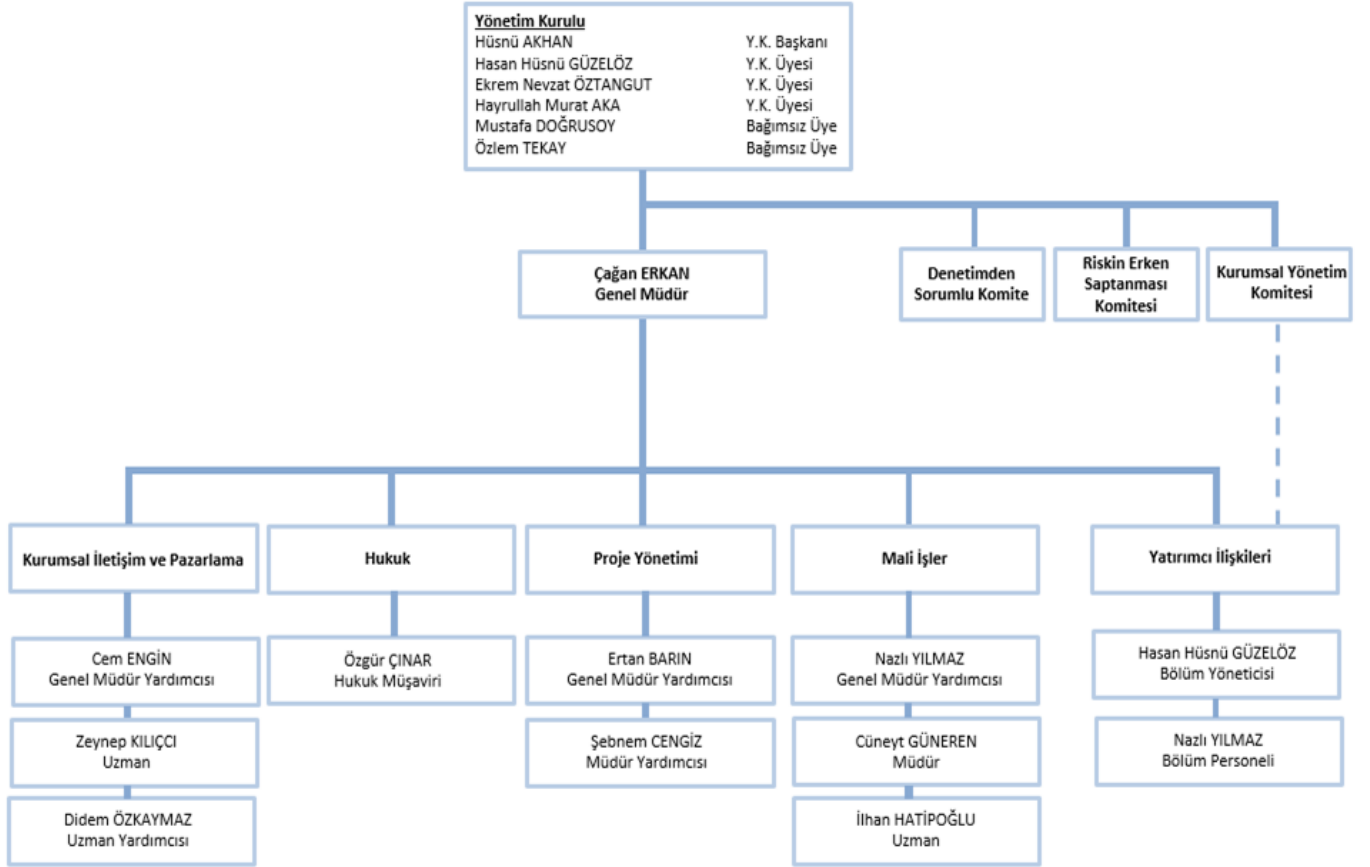 Yönetim Kurulu
Hüsnü AKHAN Y.K. Başkanı
Hasan Hüsnü GÜZELÖZ Y.K. Üyesi
Ekrem Nevzat ÖZTANGUT Y.K. Üyesi
Hayrullah Murat AKA Y.K. Üyesi
Mustafa DOĞRUSOY Bağımsız Üye
Özlem TEKAY Bağımsız Üye
Çağan ERKAN
Genel Müdür
Denetimden
Sorumlu Komite
Riskin Erken
Saptanması
Komitesi
Kurumsal Yönetim
Komitesi
Kurumsal İletişim ve Pazarlama
Hukuk
Proje Yönetimi
Mali İşler
Yatırımcı İlişkileri
Cem ENGİN
Genel Müdür Yardımcısı
Özgür ÇINAR
Hukuk Müşaviri
Ertan BARIN
Genel Müdür Yardımcısı
Nazlı YILMAZ
Genel Müdür Yardımcısı
Hasan Hüsnü GÜZELÖZ
Bölüm Yöneticisi
Zeynep KILIÇCI
Uzman
Şebnem CENGİZ
Müdür Yardımcısı
Cüneyt GÜNEREN
Müdür
Nazlı YILMAZ
Bölüm Personeli
Didem ÖZKAYMAZ
Uzman Yardımcısı
İlhan HATİPOĞLU
Uzman